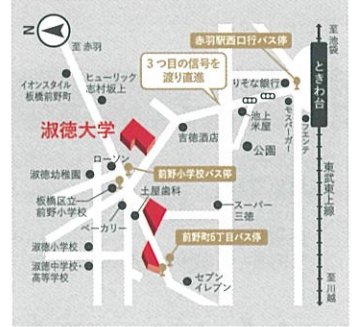 N
至赤羽
至池袋
赤羽駅西口行バス停
イオンスタイル
板橋前野町
ヒューリック
志村坂上
3つ目の信号を
渡り直進
りそな銀行
ときわ台
淑徳大学
吉徳酒店
池上
米屋
モスバーガー
フエンテ
公園
ローソン
淑徳幼稚園
前野小学校バス停
板橋区立
前野小学校
土屋歯科
東武東上線
ベーカリー
スーパー
三徳
前野町6丁目バス停
淑徳小学校
淑徳中学校・
高等学校
セブン
イレブン
至川越